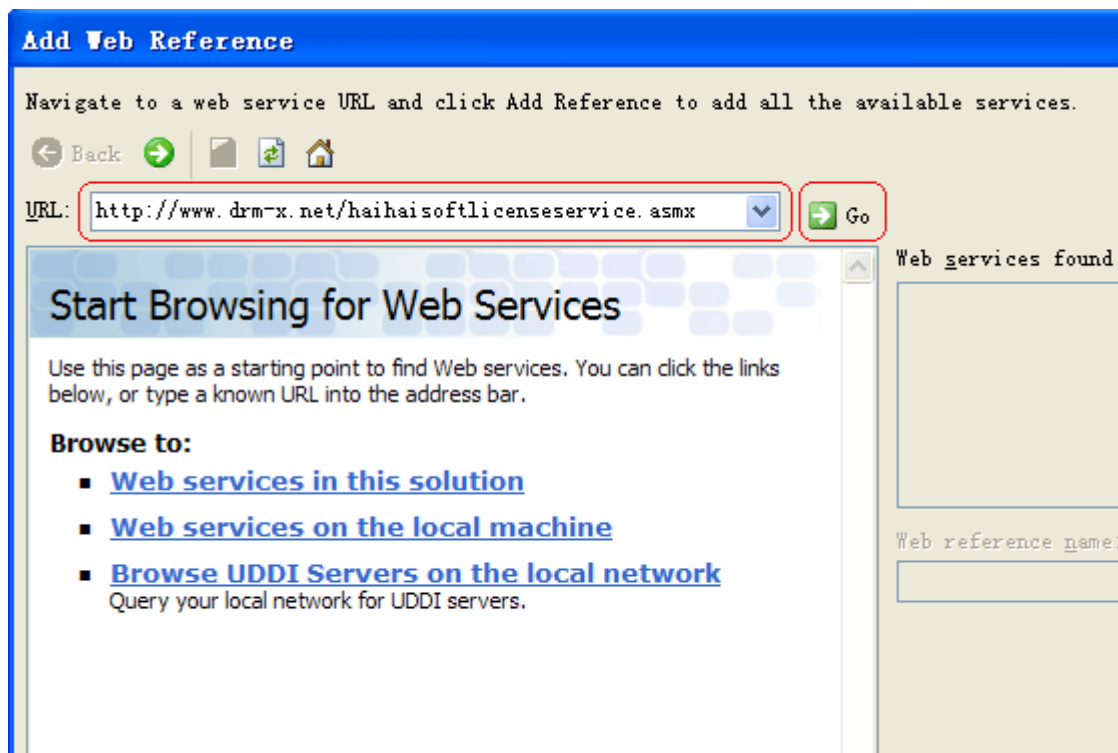 Add Web Reference
Navigate to a web service URL and click Add Reference to add all the available services.
Back
URL: http://www.drm-x.net/haihaisoftlicenseservice.asmx Go
Start Browsing for Web Services
Use this page as a starting point to find Web services. You can click the links
below, or type a known URL into the address bar.
Browse to:
Web services in this solution
Web services on the local machine
Browse UDDI Servers on the local network
Query your local network for UDDI servers.
Web services found
Web reference name: